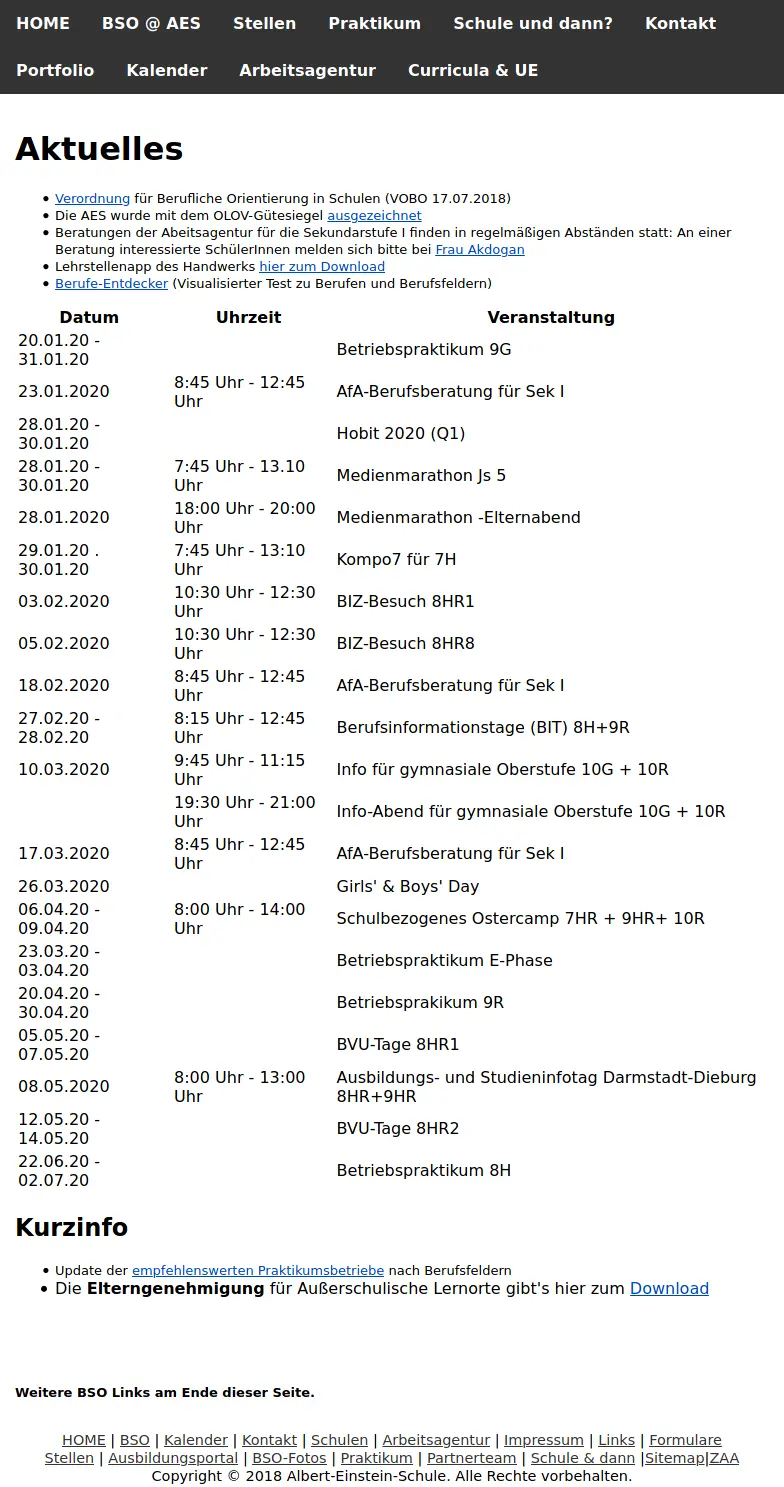 HOME BSO @ AES Stellen Praktikum Schule und dann? Kontakt
Portfolio Kalender Arbeitsagentur Curricula & UE
Aktuelles
• Verordnung für Berufliche Orientierung in Schulen (VOBO 17.07.2018)
• Die AES wurde mit dem OLOV-Gütesiegel ausgezeichnet
• Beratungen der Abeitsagentur für die Sekundarstufe I finden in regelmäßigen Abständen statt: An einer
Beratung interessierte SchülerInnen melden sich bitte bei Frau Akdogan
• Lehrstellenapp des Handwerks hier zum Download
• Berufe-Entdecker (Visualisierter Test zu Berufen und Berufsfeldern)
Datum Uhrzeit Veranstaltung
20.01.20 -
31.01.20
Betriebspraktikum 9G
23.01.2020
8:45 Uhr - 12:45
Uhr
AfA-Berufsberatung für Sek I
28.01.20 -
30.01.20
Hobit 2020 (Q1)
28.01.20 -
30.01.20
7:45 Uhr - 13.10
Uhr
Medienmarathon Js 5
28.01.2020
18:00 Uhr - 20:00
Uhr
Medienmarathon -Elternabend
29.01.20 .
30.01.20
7:45 Uhr - 13:10
Uhr
Kompo7 für 7H
03.02.2020
10:30 Uhr - 12:30
Uhr
BIZ-Besuch 8HR1
05.02.2020
10:30 Uhr - 12:30
Uhr
BIZ-Besuch 8HR8
18.02.2020
8:45 Uhr - 12:45
Uhr
AfA-Berufsberatung für Sek I
27.02.20 -
28.02.20
8:15 Uhr - 12:45
Uhr
Berufsinformationstage (BIT) 8H+9R
10.03.2020
9:45 Uhr - 11:15
Uhr
Info für gymnasiale Oberstufe 10G + 10R
19:30 Uhr - 21:00
Uhr
Info-Abend für gymnasiale Oberstufe 10G + 10R
17.03.2020
8:45 Uhr - 12:45
Uhr
AfA-Berufsberatung für Sek I
26.03.2020
Girls' & Boys' Day
06.04.20 -
09.04.20
8:00 Uhr - 14:00
Uhr
Schulbezogenes Ostercamp 7HR + 9HR+ 10R
23.03.20 -
03.04.20
Betriebspraktikum E-Phase
20.04.20 -
30.04.20
Betriebsprakikum 9R
05.05.20 -
07.05.20
BVU-Tage 8HR1
08.05.2020
8:00 Uhr - 13:00
Uhr
Ausbildungs- und Studieninfotag Darmstadt-Dieburg
8HR+9HR
12.05.20 -
14.05.20
BVU-Tage 8HR2
22.06.20 -
02.07.20
Betriebspraktikum 8H
Kurzinfo
• Update der empfehlenswerten Praktikumsbetriebe nach Berufsfeldern
• Die Elterngenehmigung für Außerschulische Lernorte gibt's hier zum Download
Weitere BSO Links am Ende dieser Seite.
HOME | BSO | Kalender | Kontakt | Schulen | Arbeitsagentur | Impressum | Links | Formulare
Stellen | Ausbildungsportal | BSO-Fotos | Praktikum | Partnerteam | Schule & dann |Sitemap|ZAA
Copyright © 2018 Albert-Einstein-Schule. Alle Rechte vorbehalten.